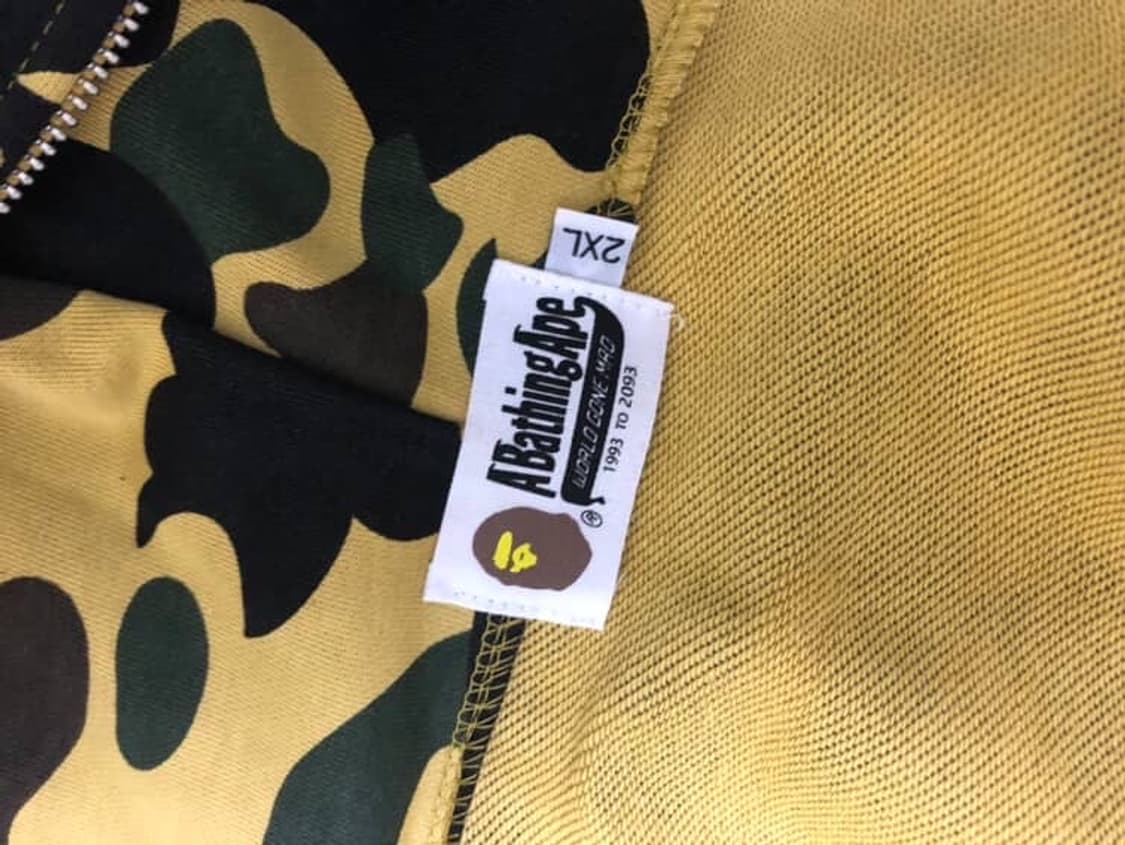 2XL
ABathingApe
WORLD GONE MAD
1993 TO 2093
®